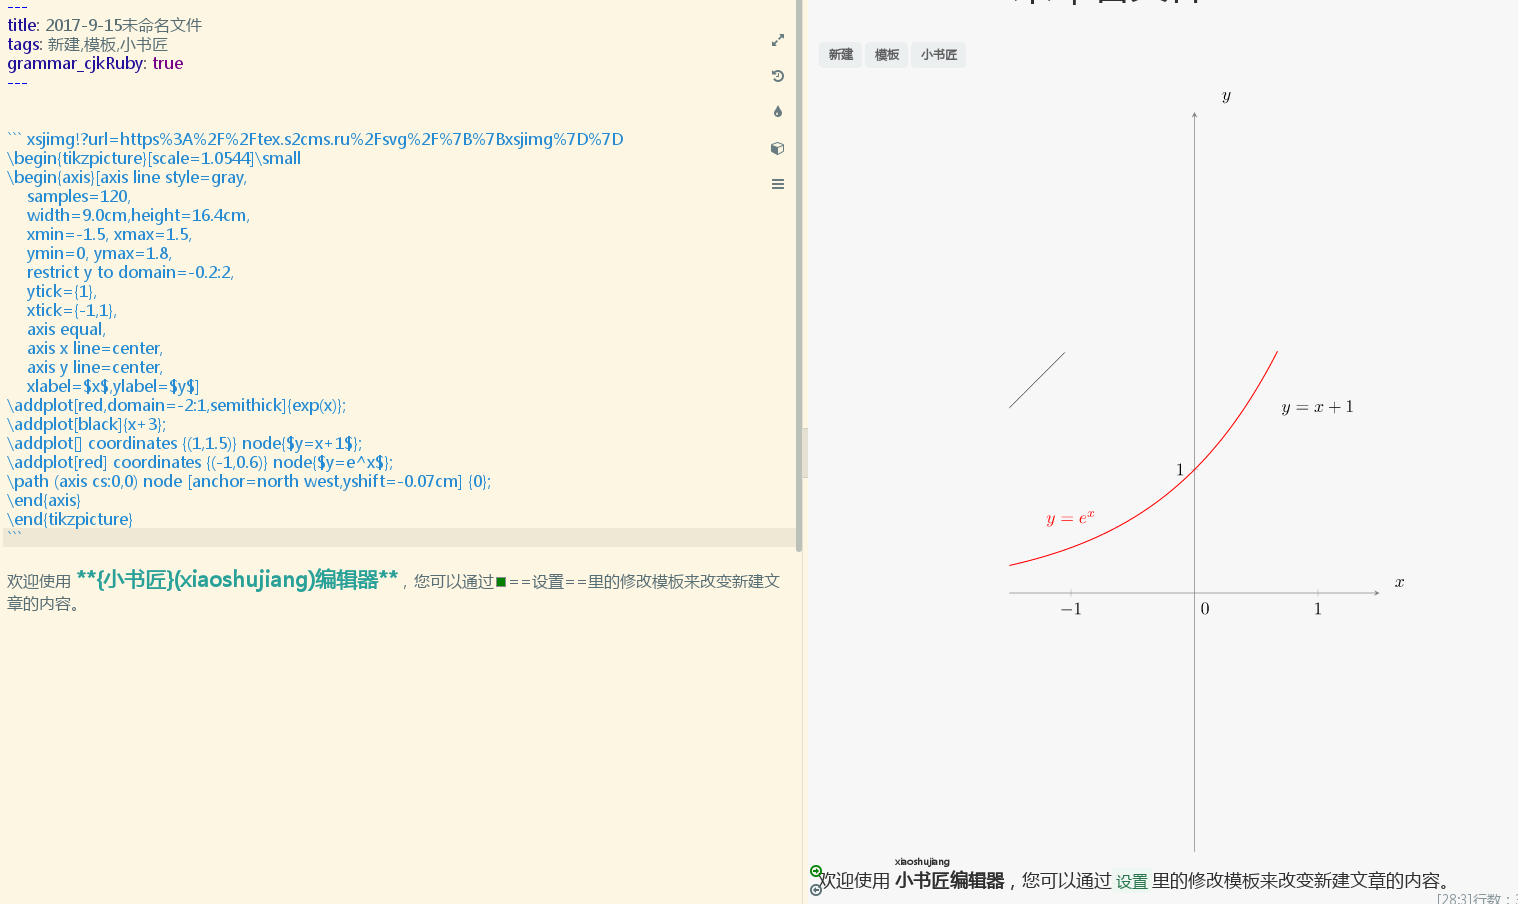 ---
title: 2017-9-15未命名文件
tags: 新建,模板,小书匠
grammar_cjkRuby: true
---
``` xsjimg!?url=https%3A%2F%2Ftex.s2cms.ru%2Fsvg%2F%7B%7Bxsjimg%7D%7D
\begin{tikzpicture}[scale=1.0544]\small
\begin{axis}[axis line style=gray,
samples=120,
width=9.0cm,height=16.4cm,
xmin=-1.5, xmax=1.5,
ymin=0, ymax=1.8,
restrict y to domain=-0.2:2,
ytick={1},
xtick={-1,1},
axis equal,
axis x line=center,
axis y line=center,
xlabel=$x$,ylabel=$y$]
\addplot[red,domain=-2:1,semithick]{exp(x)};
\addplot[black]{x+3};
\addplot[] coordinates {(1,1.5)} node{$y=x+1$};
\addplot[red] coordinates {(-1,0.6)} node{$y=e^x$};
\path (axis cs:0,0) node [anchor=north west,yshift=-0.07cm] {0};
\end{axis}
\end{tikzpicture}
```
欢迎使用 **{小书匠}(xiaoshujiang)编辑器**，您可以通过==设置==里的修改模板来改变新建文
章的内容。
新建 模板 小书匠
y
y = x + 1
1
y = e^x
x
−1 0 1
xiaoshujiang
欢迎使用 小书匠编辑器，您可以通过 设置 里的修改模板来改变新建文章的内容。
[28:3]行数：